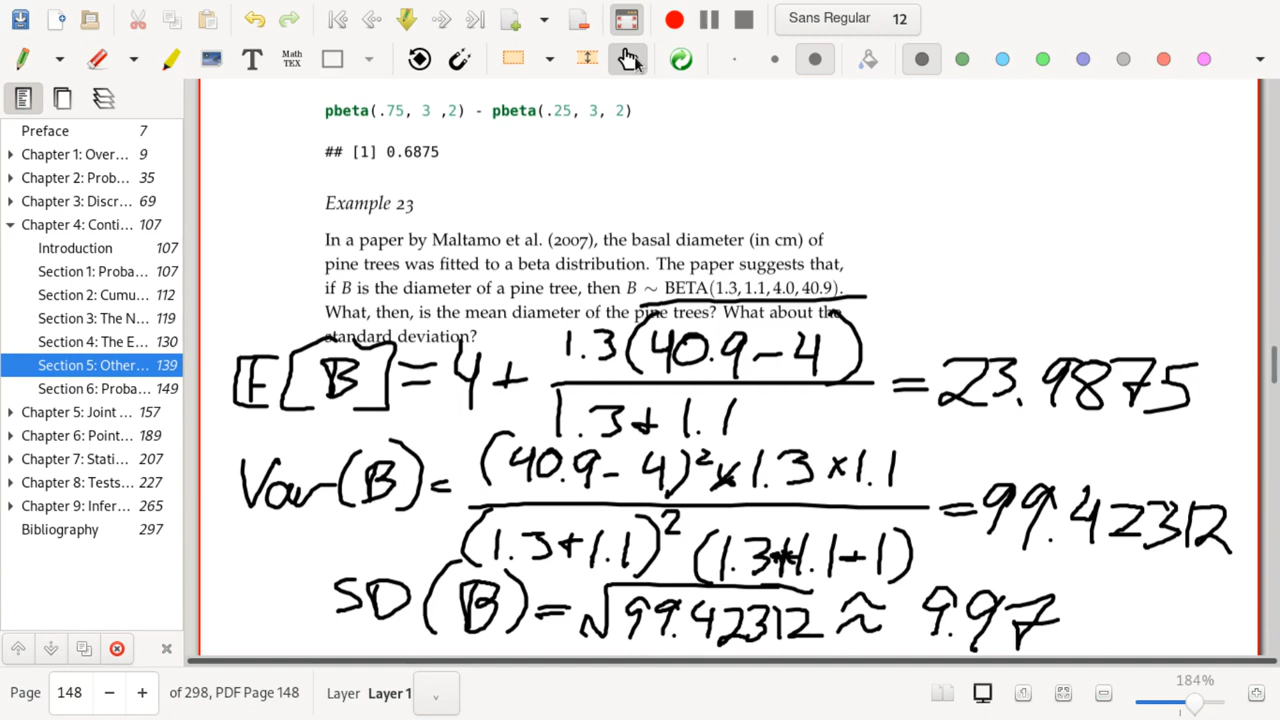 Sans Regular 12
T Math TEX
Preface 7
Chapter 1: Over... 9
Chapter 2: Prob... 35
Chapter 3: Discr... 69
Chapter 4: Conti... 107
Introduction 107
Section 1: Proba... 107
Section 2: Cumu... 112
Section 3: The N... 119
Section 4: The E... 130
Section 5: Other... 139
Section 6: Proba... 149
Chapter 5: Joint ... 157
Chapter 6: Point... 189
Chapter 7: Stati... 207
Chapter 8: Tests... 227
Chapter 9: Infer... 265
Bibliography 297
pbeta(.75, 3 ,2) - pbeta(.25, 3, 2)
## [1] 0.6875
Example 23
In a paper by Maltamo et al. (2007), the basal diameter (in cm) of
pine trees was fitted to a beta distribution. The paper suggests that,
if B is the diameter of a pine tree, then B ∼ BETA(1.3, 1.1, 4.0, 40.9).
What, then, is the mean diameter of the pine trees? What about the
standard deviation?
E[B] = 4 + 1.3(40.9 − 4) / 1.3 + 1.1 = 23.9875
Var(B) = (40.9 − 4)² × 1.3 × 1.1 / (1.3 + 1.1)² (1.3 + 1.1 + 1) = 99.42312
SD(B) = √99.42312 ≈ 9.97
Page 148 of 298, PDF Page 148 Layer Layer 1 184%